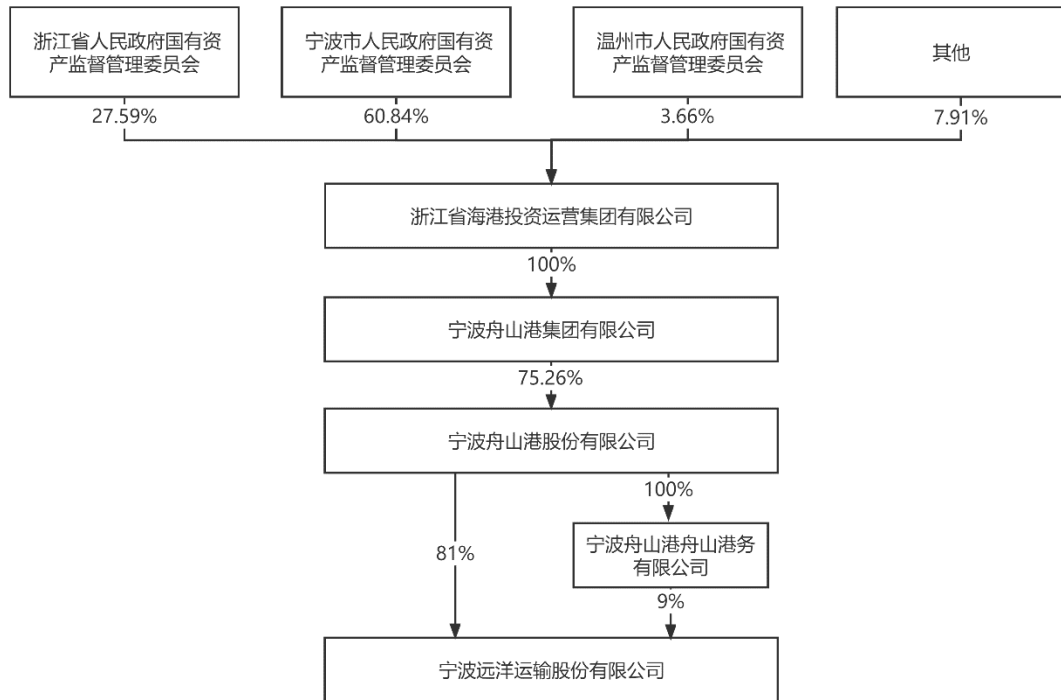 浙江省人民政府国有资
产监督管理委员会
宁波市人民政府国有资
产监督管理委员会
温州市人民政府国有资
产监督管理委员会
其他
27.59%
60.84%
3.66%
7.91%
浙江省海港投资运营集团有限公司
100%
宁波舟山港集团有限公司
75.26%
宁波舟山港股份有限公司
100%
81%
宁波舟山港舟山港务
有限公司
9%
宁波远洋运输股份有限公司